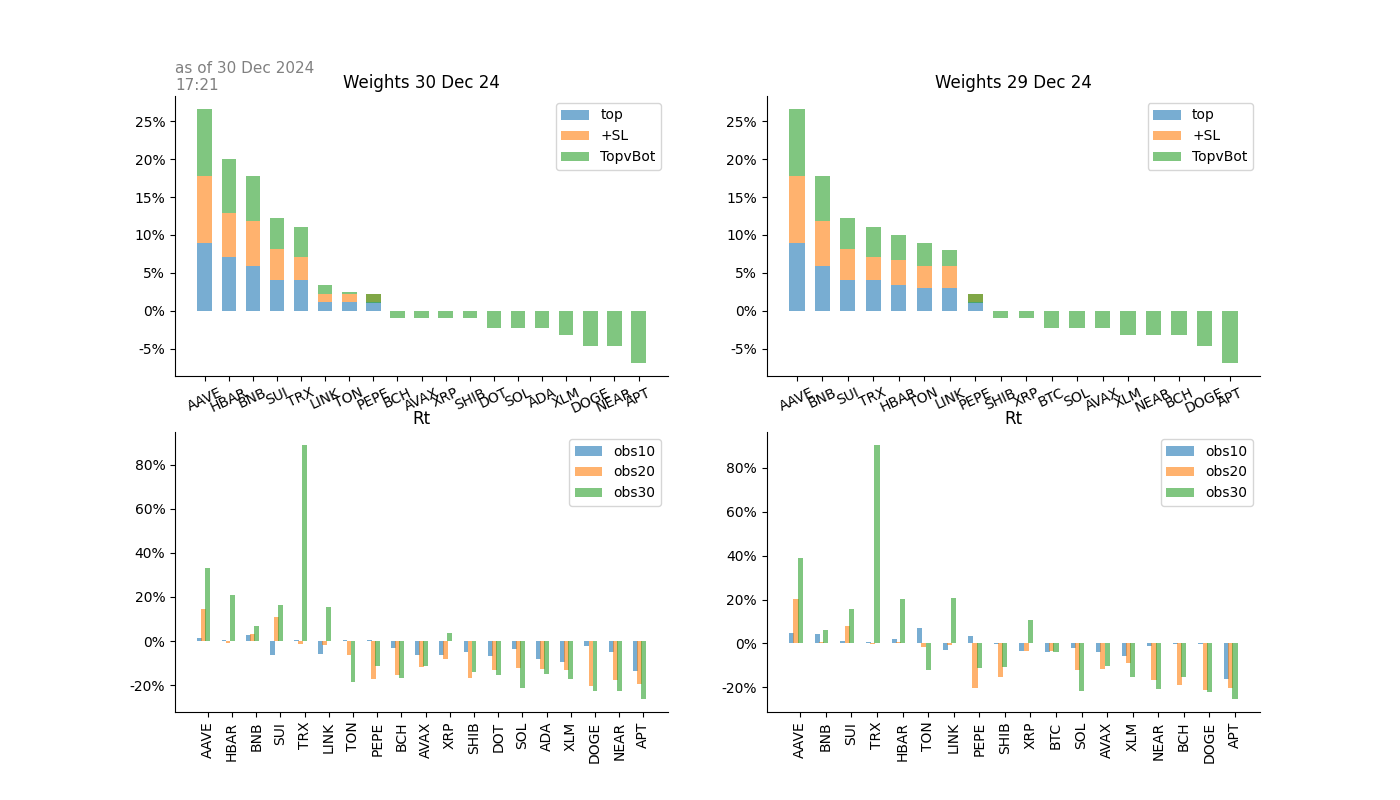 as of 30 Dec 2024
17:21
Weights 30 Dec 24
25%
20%
15%
10%
5%
0%
-5%
top
+SL
TopvBot
AAVE HBAR BNB SUI TRX LINK TON PEPE BCH AVAX XRP SHIB DOT SOL ADA XLM DOGE NEAR APT
Weights 29 Dec 24
25%
20%
15%
10%
5%
0%
-5%
top
+SL
TopvBot
AAVE BNB SUI TRX HBAR TON LINK PEPE SHIB XRP BTC SOL AVAX XLM NEAR BCH DOGE APT
Rt
80%
60%
40%
20%
0%
-20%
obs10
obs20
obs30
AAVE HBAR BNB SUI TRX LINK TON PEPE BCH AVAX XRP SHIB DOT SOL ADA XLM DOGE NEAR APT
Rt
80%
60%
40%
20%
0%
-20%
obs10
obs20
obs30
AAVE BNB SUI TRX HBAR TON LINK PEPE SHIB XRP BTC SOL AVAX XLM NEAR BCH DOGE APT